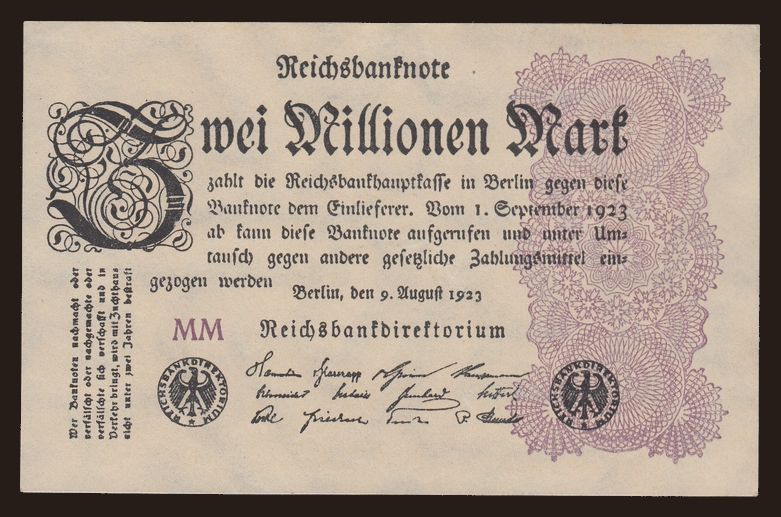 Reichsbanknote
Zwei Millionen Mark
zahlt die Reichsbankhauptkasse in Berlin gegen diese
Banknote dem Einlieferer. Vom 1. September 1923
ab kann diese Banknote aufgerufen und unter Um⸗
tausch gegen andere gesetzliche Zahlungsmittel ein⸗
gezogen werden
Berlin, den 9. August 1923
MM Reichsbankdirektorium
Wer Banknoten nachmacht oder
verfälscht oder nachgemachte oder
verfälschte sich verschafft und in
Verkehr bringt, wird mit Zuchthaus
nicht unter zwei Jahren bestraft
REICHSBANKDIREKTORIUM
REICHSBANKDIREKTORIUM